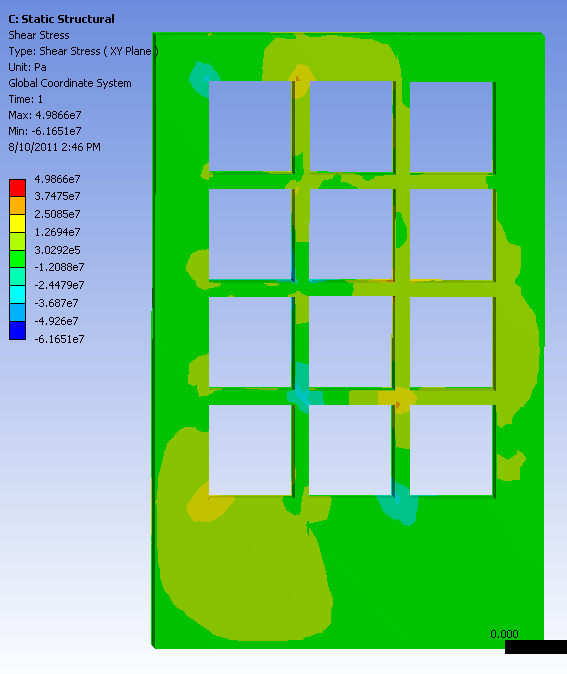 C: Static Structural
Shear Stress
Type: Shear Stress ( XY Plane )
Unit: Pa
Global Coordinate System
Time: 1
Max: 4.9866e7
Min: -6.1651e7
8/10/2011 2:46 PM
4.9866e7
3.7475e7
2.5085e7
1.2694e7
3.0292e5
-1.2088e7
-2.4479e7
-3.687e7
-4.926e7
-6.1651e7
0.000